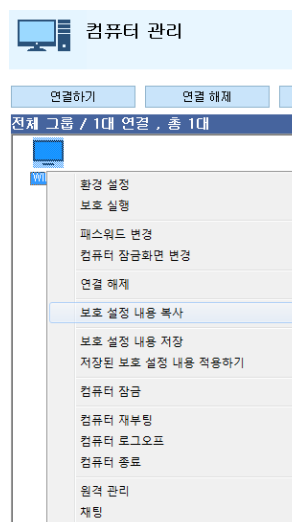 컴퓨터 관리
연결하기
연결 해제
전체 그룹 / 1대 연결 , 총 1대
WI
환경 설정
보호 실행
패스워드 변경
컴퓨터 잠금화면 변경
연결 해제
보호 설정 내용 복사
보호 설정 내용 저장
저장된 보호 설정 내용 적용하기
컴퓨터 잠금
컴퓨터 재부팅
컴퓨터 로그오프
컴퓨터 종료
원격 관리
채팅